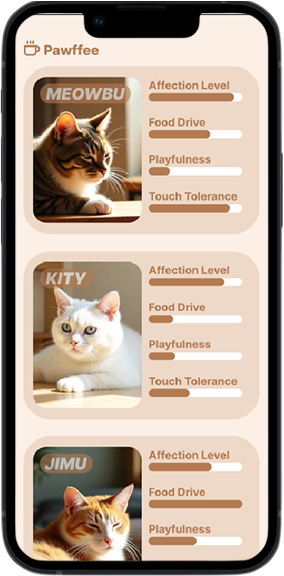 Pawffee
MEOWBU
Affection Level
Food Drive
Playfulness
Touch Tolerance
KITY
Affection Level
Food Drive
Playfulness
Touch Tolerance
JIMU
Affection Level
Food Drive
Playfulness